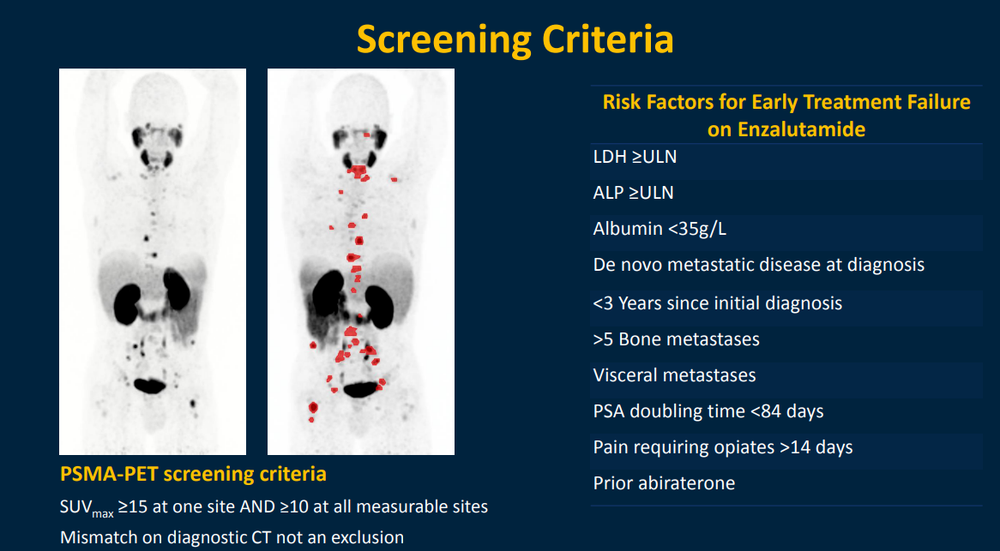 Screening Criteria
Risk Factors for Early Treatment Failure
on Enzalutamide
LDH ≥ULN
ALP ≥ULN
Albumin <35g/L
De novo metastatic disease at diagnosis
<3 Years since initial diagnosis
>5 Bone metastases
Visceral metastases
PSA doubling time <84 days
Pain requiring opiates >14 days
Prior abiraterone
PSMA-PET screening criteria
SUVmax ≥15 at one site AND ≥10 at all measurable sites
Mismatch on diagnostic CT not an exclusion